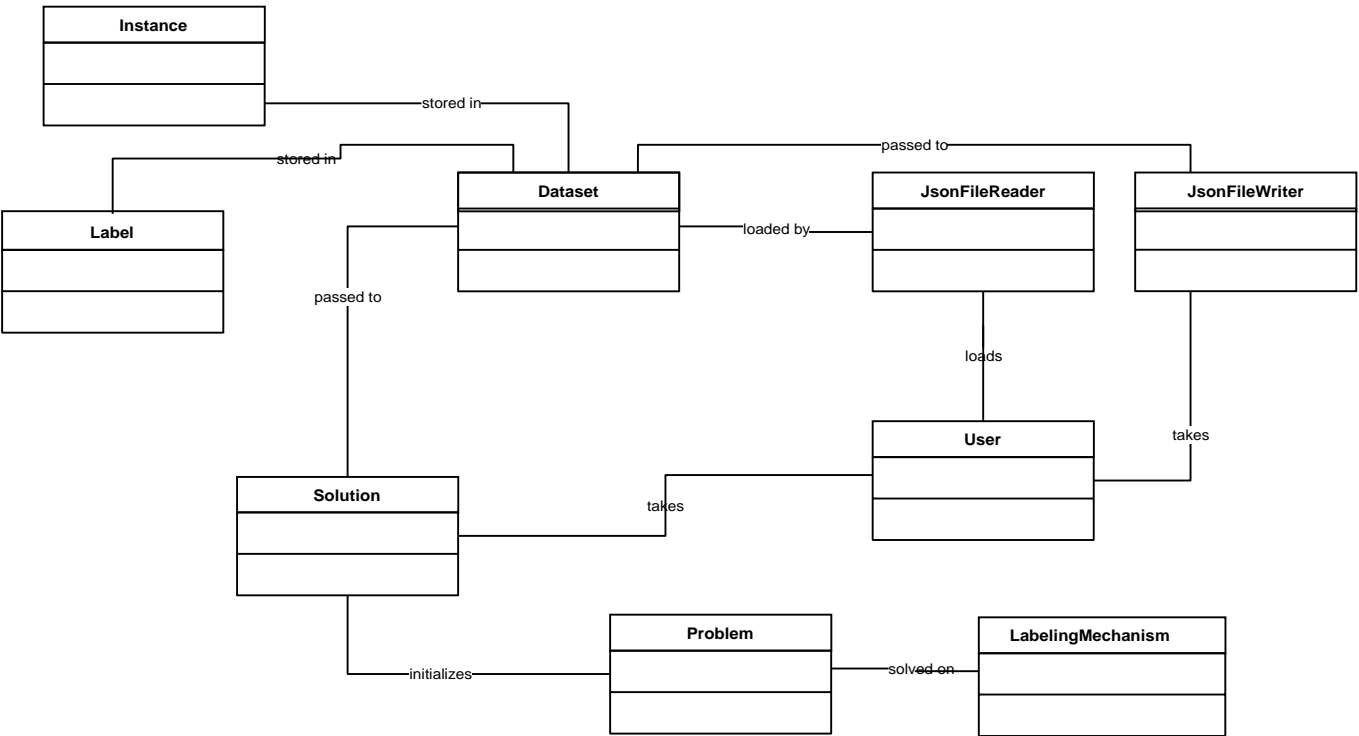 Instance
stored in
passed to
stored in
Dataset
JsonFileReader
JsonFileWriter
Label
loaded by
passed to
loads
User
takes
Solution
takes
Problem
LabelingMechanism
initializes
solved on